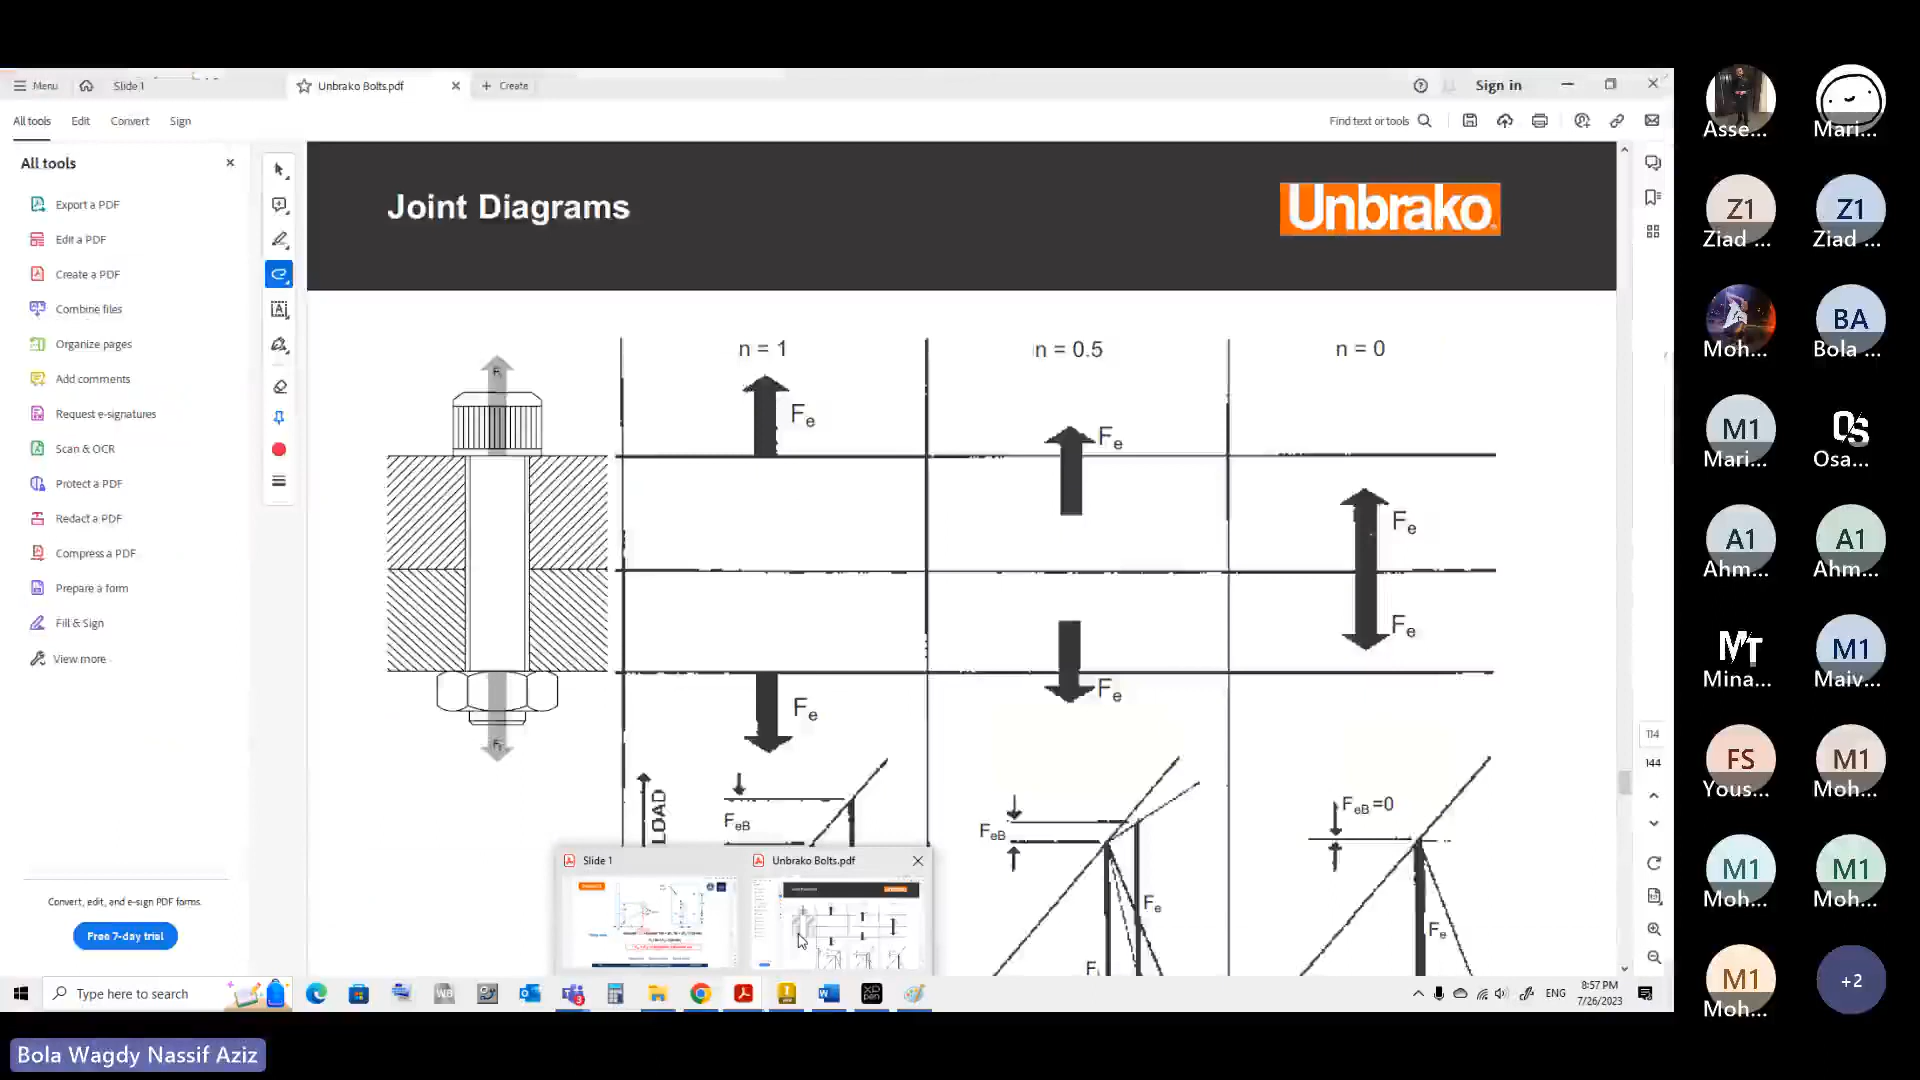 Menu
Slide 1
Unbrako Bolts.pdf
Create
Sign in
All tools
Edit
Convert
Sign
Find text or tools
All tools
Export a PDF
Edit a PDF
Create a PDF
Combine files
Organize pages
Add comments
Request e-signatures
Scan & OCR
Protect a PDF
Redact a PDF
Compress a PDF
Prepare a form
Fill & Sign
View more
Convert, edit, and e-sign PDF forms.
Free 7-day trial
Joint Diagrams
Unbrako
n = 1
n = 0.5
n = 0
Fe
Fe
Fe
Fe
Fe
Fe
LOAD
FeB
FeB
FeB=0
Fe
Fe
114
144
Slide 1
Unbrako Bolts.pdf
Type here to search
ENG
8:57 PM
7/26/2023
Asse...
Mari...
Z1
Ziad ...
Z1
Ziad ...
Moh...
BA
Bola ...
M1
Mari...
OS
Osa...
A1
Ahm...
A1
Ahm...
MT
Mina...
M1
Maiv...
FS
Yous...
M1
Moh...
M1
Moh...
M1
Moh...
M1
Moh...
+2
Bola Wagdy Nassif Aziz